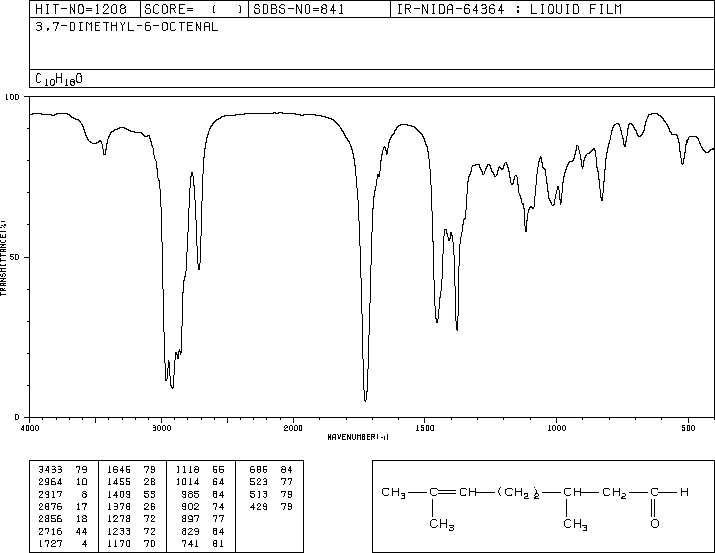 HIT-NO=1208 SCORE= ( ) SDBS-NO=841 IR-NIDA-64364 : LIQUID FILM
3,7-DIMETHYL-6-OCTENAL
C10H18O
100
50
0
TRANSMITTANCE(%)
4000 3000 2000 1500 1000 500
WAVENUMBER(-1)
3433 79 1646 79 1118 55 686 84
2964 10 1455 28 1014 64 523 77
2917 8 1409 55 985 64 513 79
2876 17 1378 26 902 74 429 79
2856 18 1278 72 897 77
2716 44 1233 72 829 64
1727 4 1170 70 741 81
CH3 C CH (CH2)2 CH CH2 C H
CH3 CH3 O